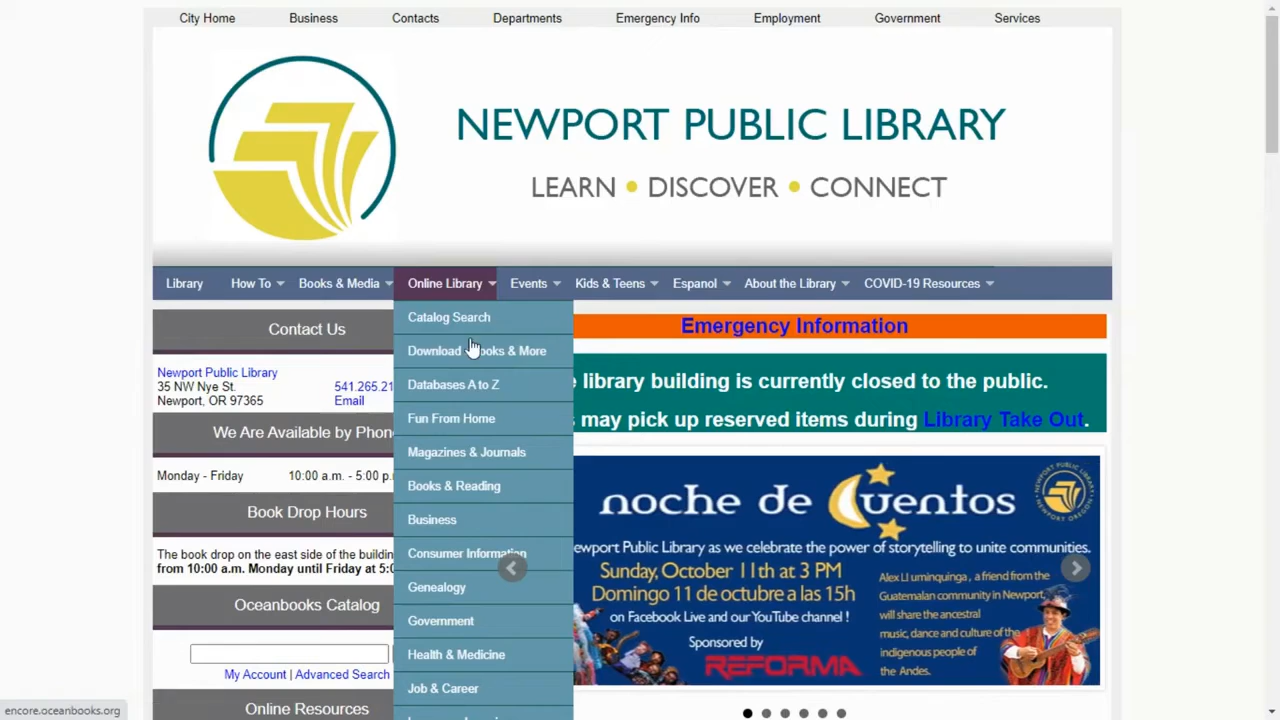 City Home Business Contacts Departments Emergency Info Employment Government Services
NEWPORT PUBLIC LIBRARY
LEARN • DISCOVER • CONNECT
Library How To Books & Media Online Library Events Kids & Teens Espanol About the Library COVID-19 Resources
Catalog Search
Download ooks & More
Databases A to Z
Fun From Home
Magazines & Journals
Books & Reading
Business
Consumer Information
Genealogy
Government
Health & Medicine
Job & Career
Contact Us
Newport Public Library
35 NW Nye St. 541.265.21
Newport, OR 97365 Email
We Are Available by Phon
Monday - Friday 10:00 a.m. - 5:00 p.
Book Drop Hours
The book drop on the east side of the buildin
from 10:00 a.m. Monday until Friday at 5:0
Oceanbooks Catalog
My Account | Advanced Search
Online Resources
Emergency Information
library building is currently closed to the public.
may pick up reserved items during Library Take Out.
noche de Cuentos
NEWPORT PUBLIC LIBRARY
ewport Public Library as we celebrate the power of storytelling to unite communities.
Sunday, October 11th at 3 PM
Domingo 11 de octubre a las 15h
on Facebook Live and our YouTube channel !
Sponsored by
REFORMA
Alex LLuminquinga, a friend from the
Guatemalan community in Newport,
will share the ancestral
music, dance and culture of the
indigenous people of
the Andes.
encore.oceanbooks.org